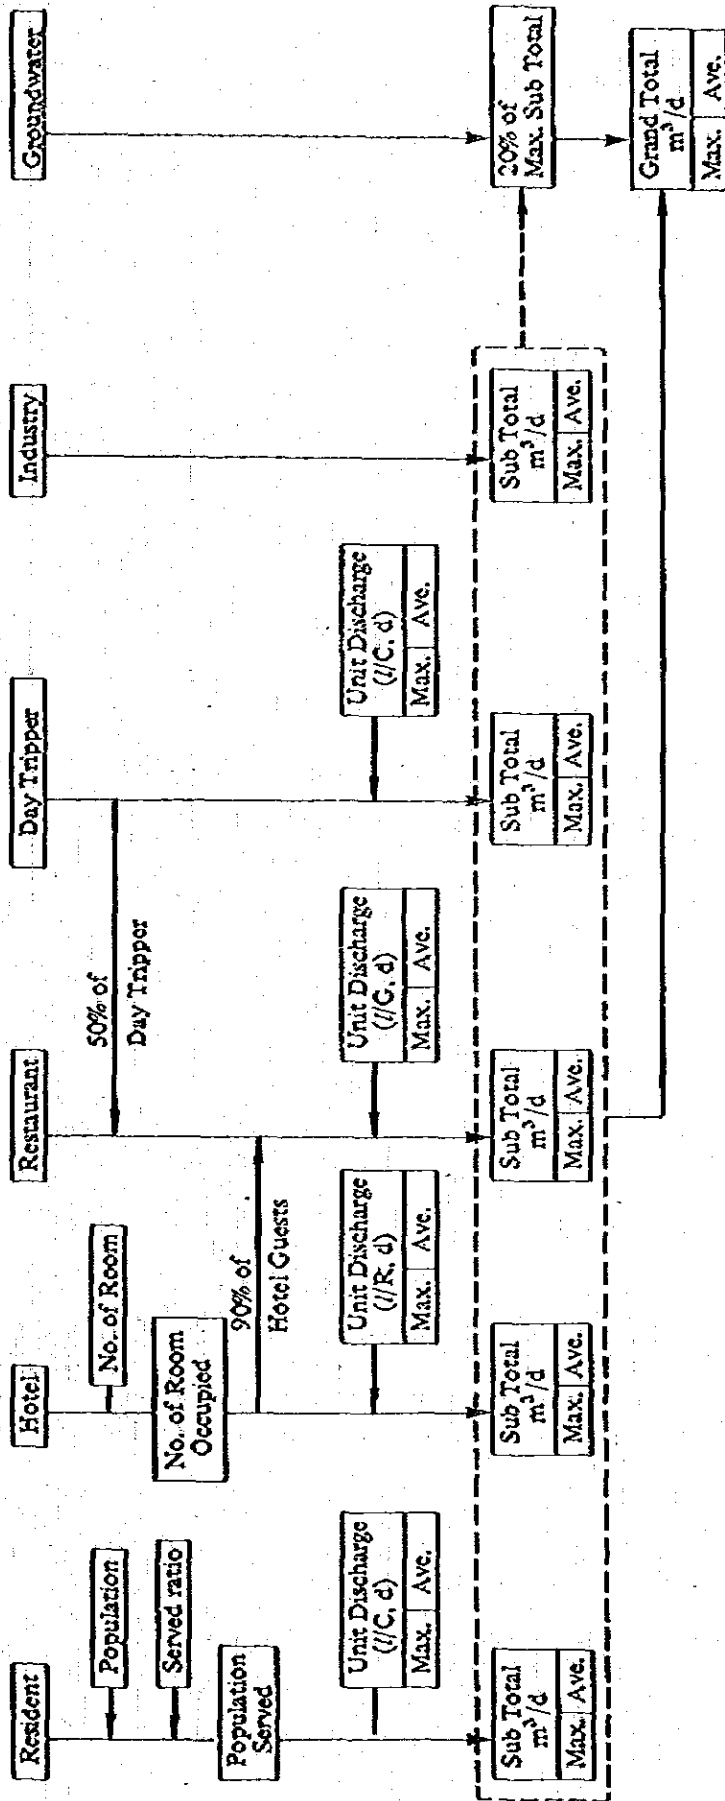 Resident
Hotel
Restaurant
Day Tripper
Industry
Groundwater
Population
No. of Room
50% of
Day Tripper
Served ratio
No. of Room
Occupied
Population
Served
90% of
Hotel Guests
Unit Discharge
(l/C, d)
Max. Ave.
Unit Discharge
(l/R, d)
Max. Ave.
Unit Discharge
(l/C, d)
Max. Ave.
Unit Discharge
(l/C, d)
Max. Ave.
Sub Total
m³/d
Max. Ave.
Sub Total
m³/d
Max. Ave.
Sub Total
m³/d
Max. Ave.
Sub Total
m³/d
Max. Ave.
Sub Total
m³/d
Max. Ave.
20% of
Max. Sub Total
Grand Total
m³/d
Max. Ave.